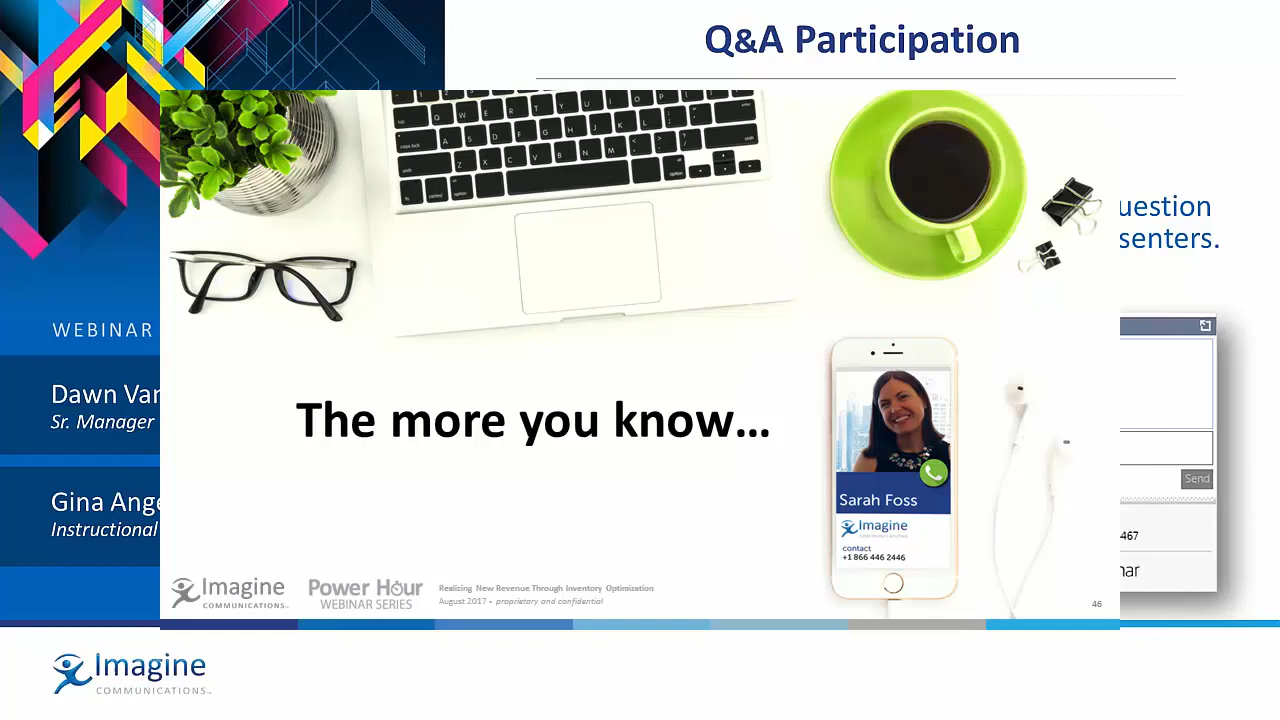 Q&A Participation
uestion
senters.
WEBINAR
Dawn Var
Sr. Manager
Gina Ange
Instructional
The more you know...
Sarah Foss
Imagine
COMMUNICATIONS
contact
+1 866 446 2446
Send
467
nar
Imagine
COMMUNICATIONS™
Power Hour
WEBINAR SERIES
Realizing New Revenue Through Inventory Optimization
August 2017 - proprietary and confidential
46
Imagine
COMMUNICATIONS™